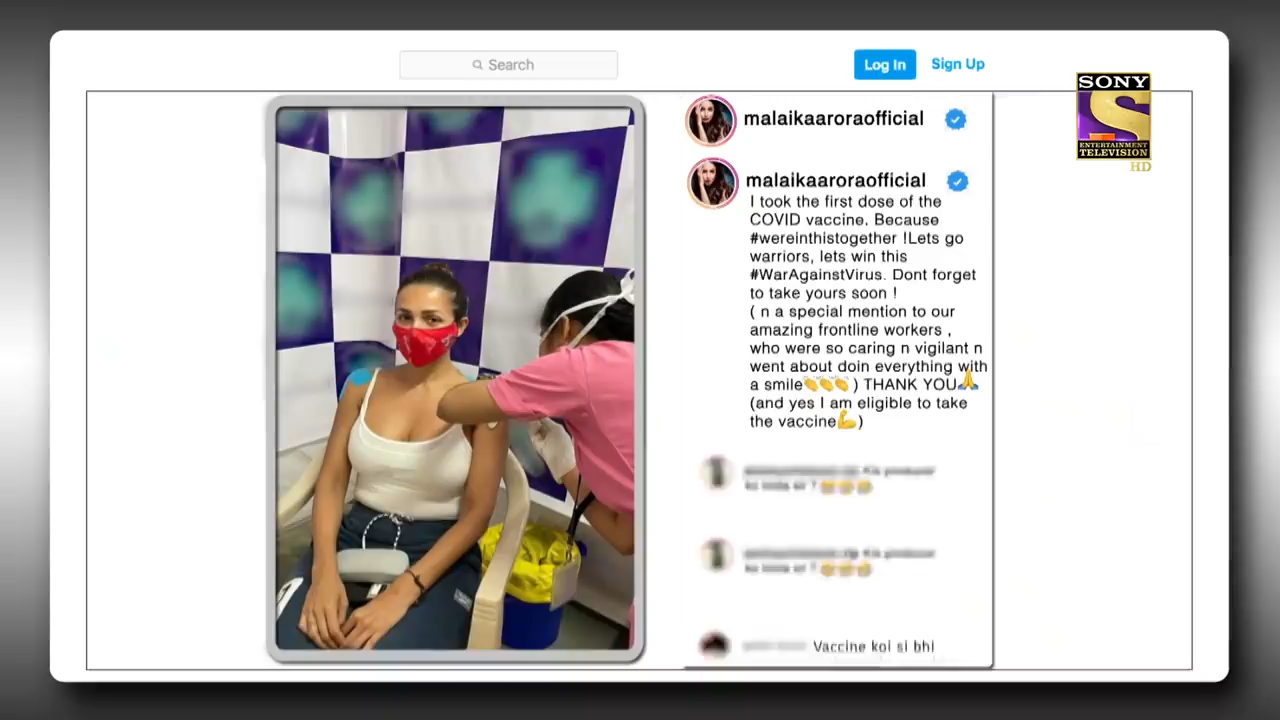 Search
Log In
Sign Up
SONY
ENTERTAINMENT
TELEVISION
HD
malaikaaroraofficial
malaikaaroraofficial
I took the first dose of the
COVID vaccine. Because
#wereinthistogether !Lets go
warriors, lets win this
#WarAgainstVirus. Dont forget
to take yours soon !
( n a special mention to our
amazing frontline workers ,
who were so caring n vigilant n
went about doin everything with
a smile👏👏👏 ) THANK YOU🙏
(and yes I am eligible to take
the vaccine💪)
Vaccine koi si bhi